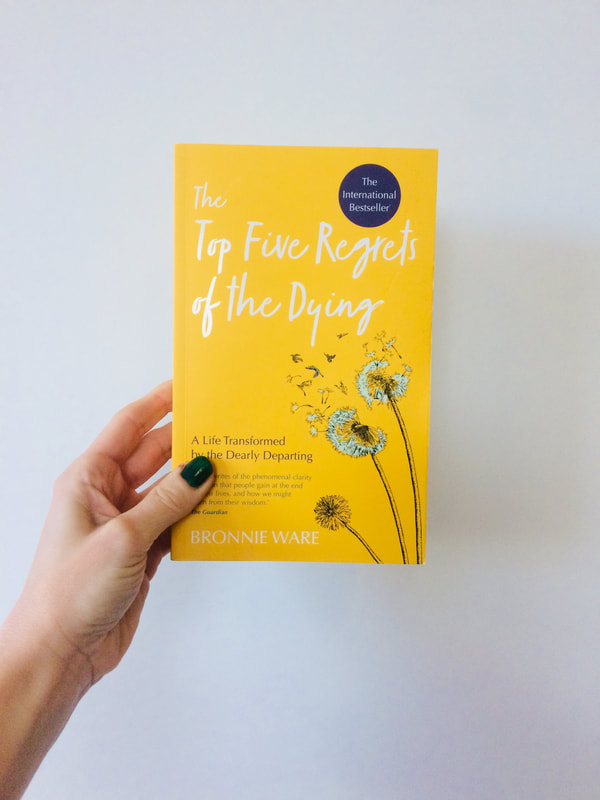 The
International
Bestseller
The
Top Five Regrets
of the Dying
A Life Transformed
by the Dearly Departing
of the phenomenal clarity
that people gain at the end
lives, and how we might
from their wisdom.'
The Guardian
BRONNIE WARE